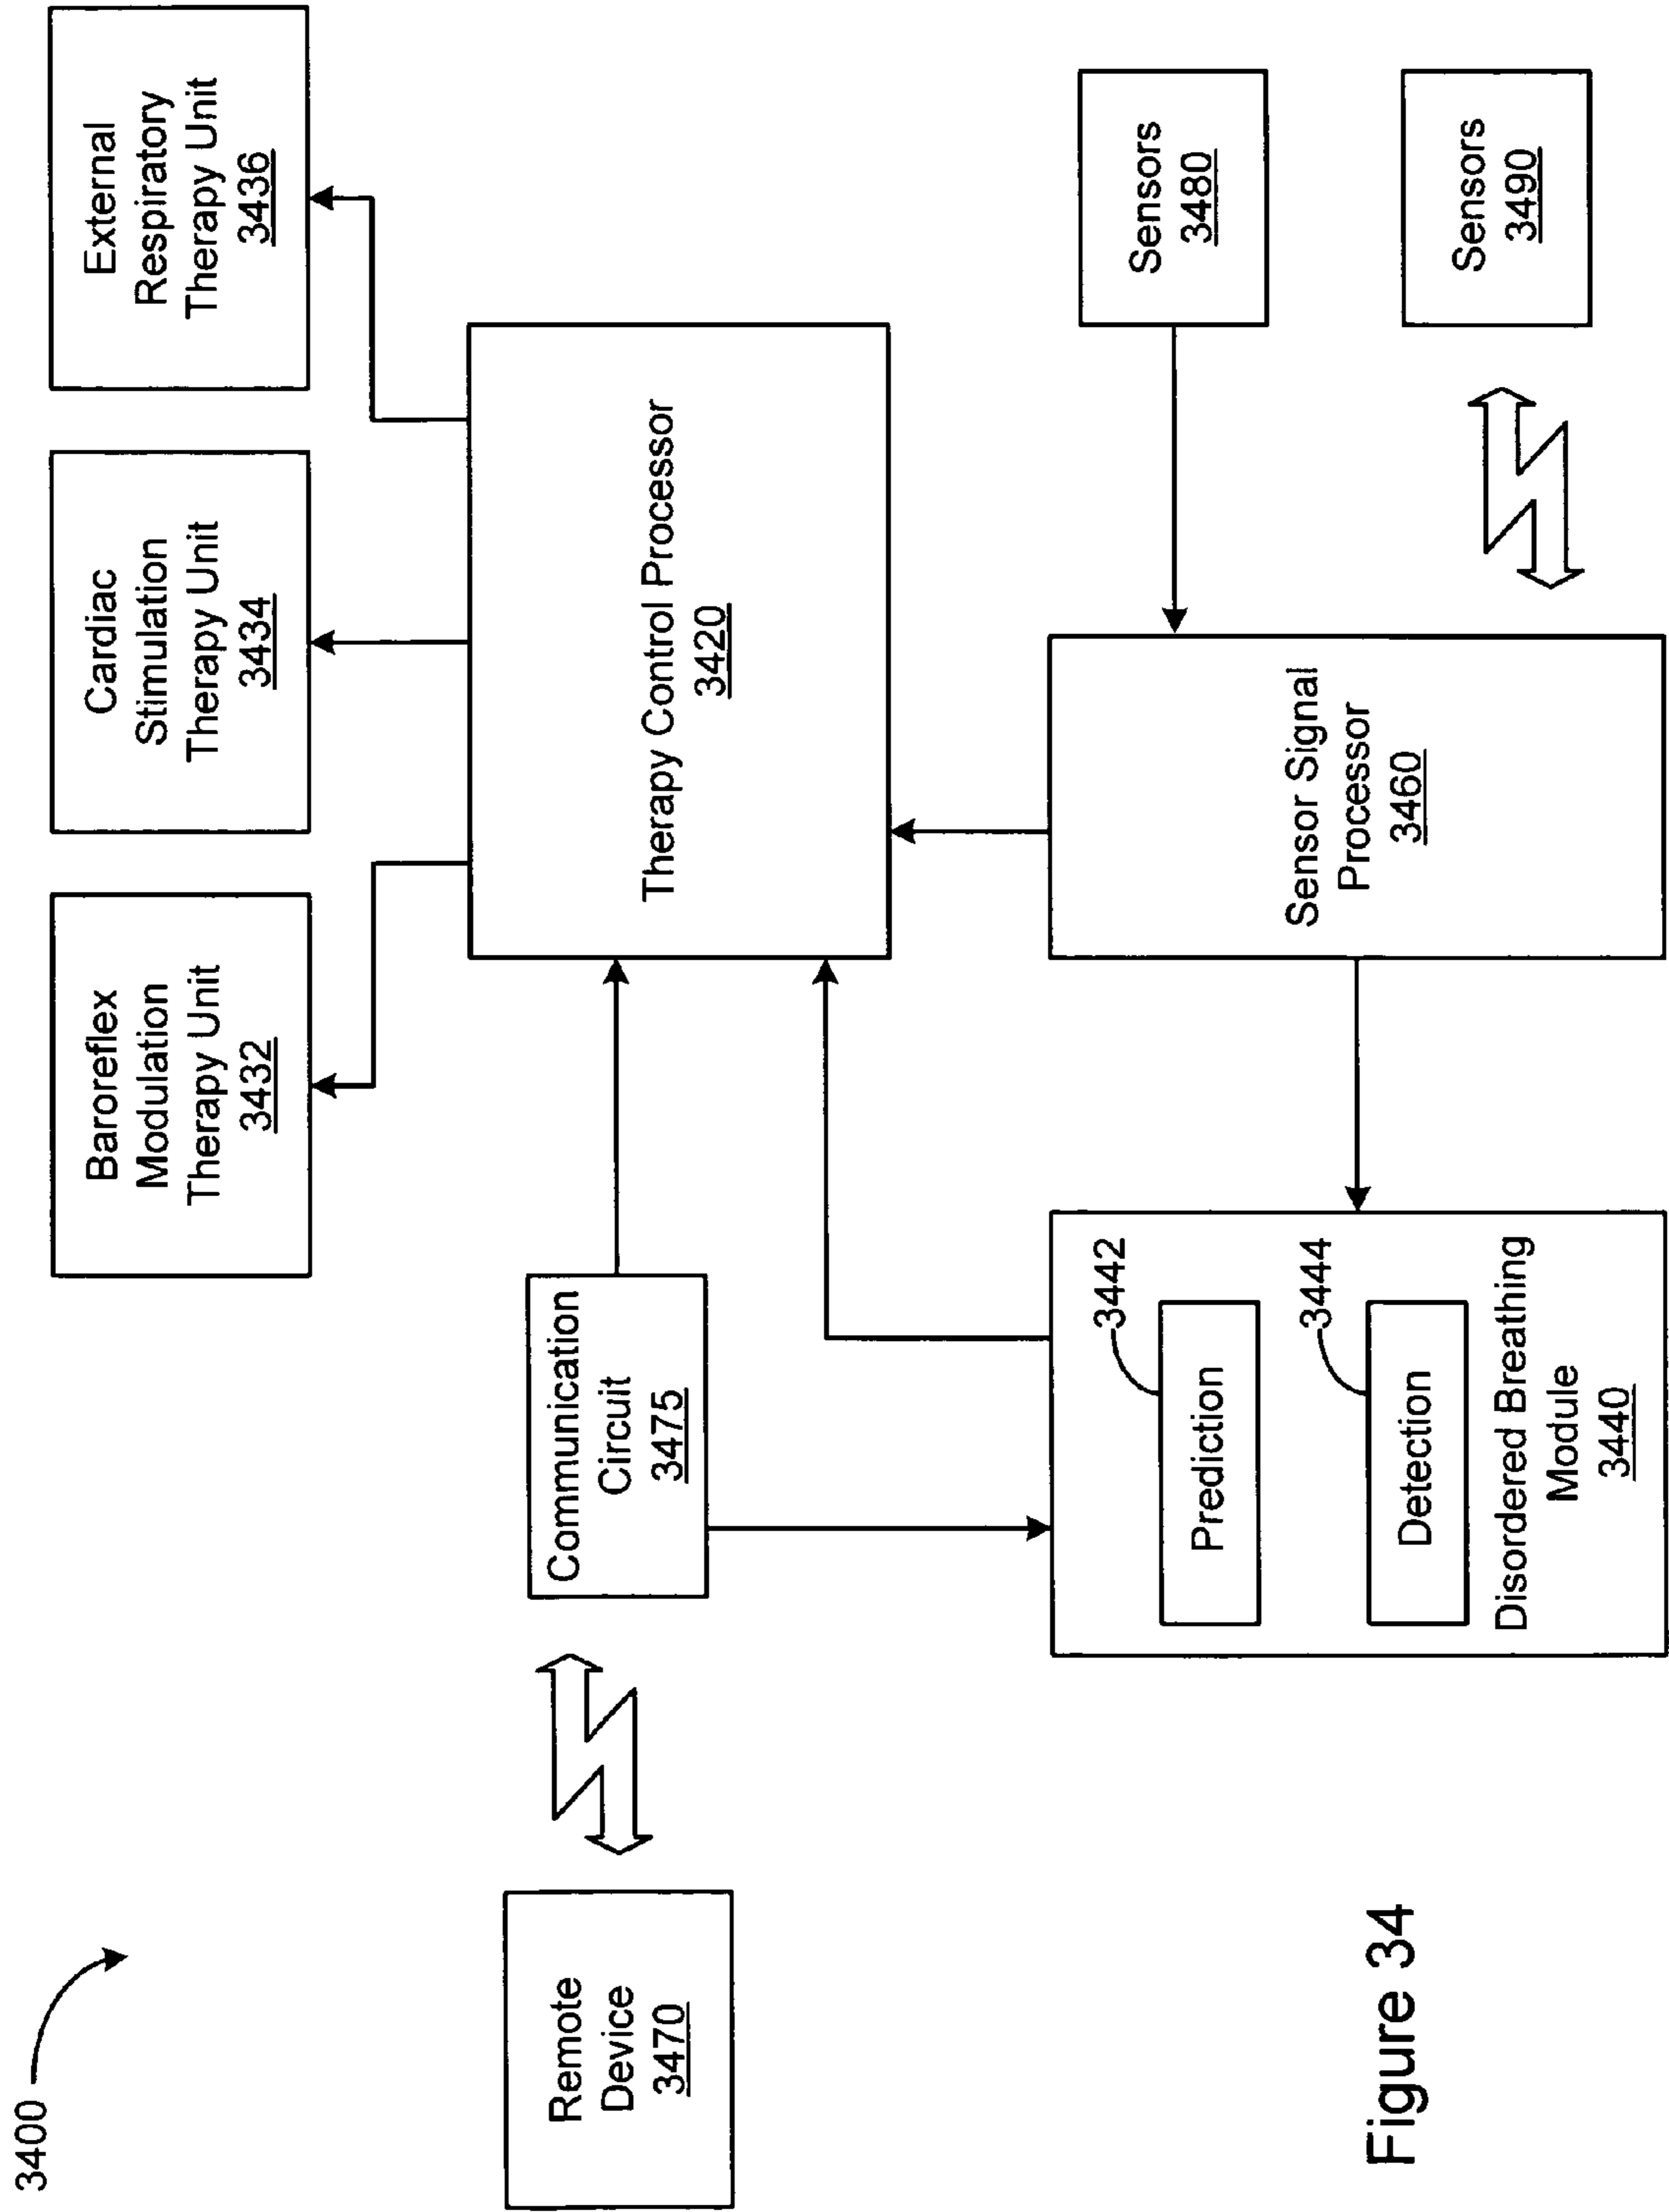 3400
Baroreflex
Modulation
Therapy Unit
3432
Cardiac
Stimulation
Therapy Unit
3434
External
Respiratory
Therapy Unit
3436
Remote
Device
3470
Communication
Circuit
3475
Therapy Control Processor
3420
Prediction
3442
Detection
3444
Disordered Breathing
Module
3440
Sensor Signal
Processor
3460
Sensors
3480
Sensors
3490
Figure 34